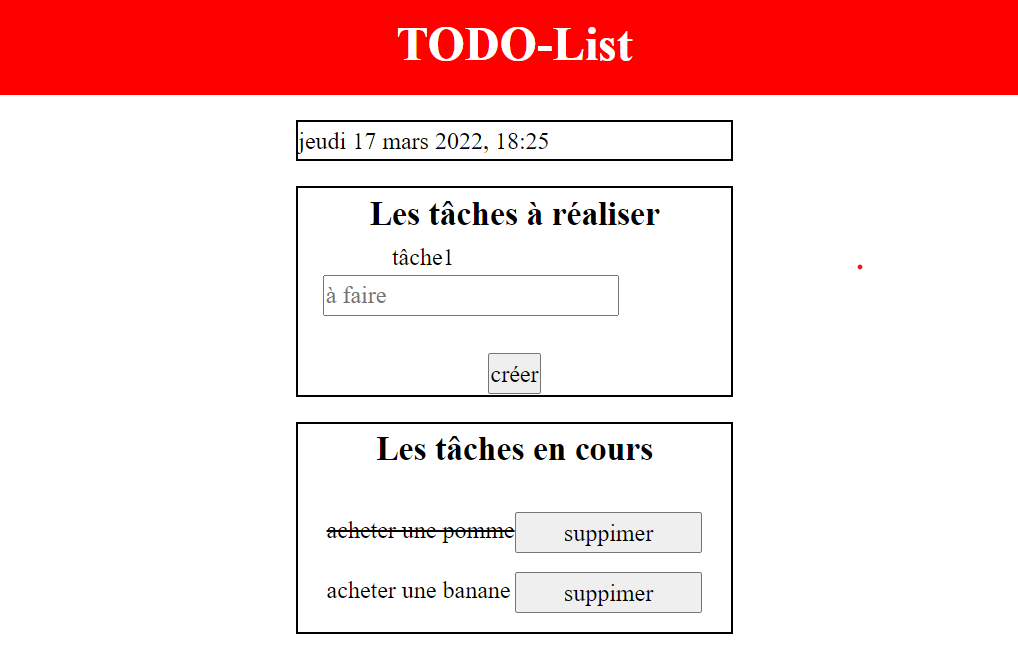 TODO-List
jeudi 17 mars 2022, 18:25
Les tâches à réaliser
tâche1
à faire
créer
Les tâches en cours
acheter une pomme suppimer
acheter une banane suppimer